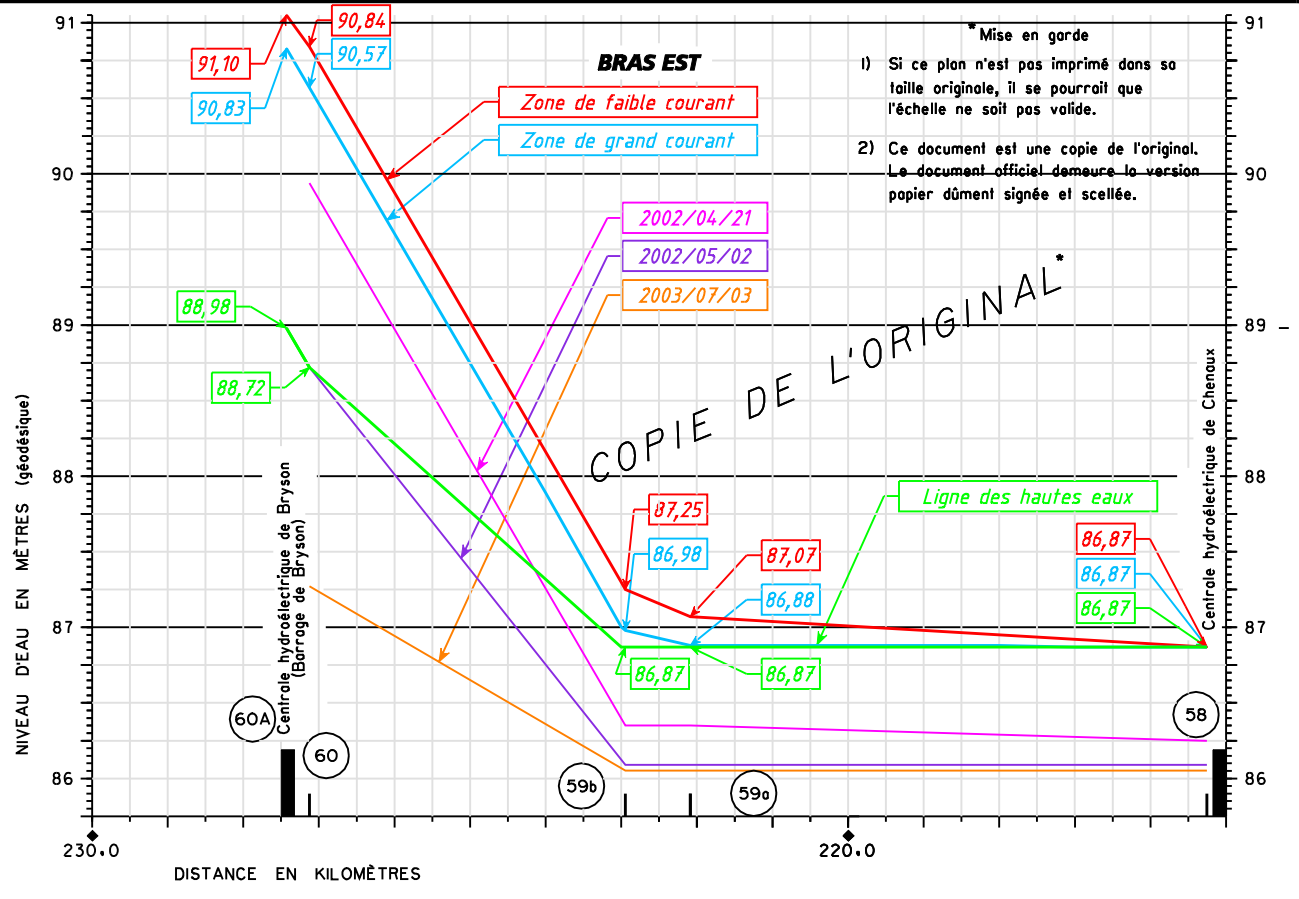 91
90,84
91,10
90,57
90,83
BRAS EST
Zone de faible courant
Zone de grand courant
*Mise en garde
1) Si ce plan n'est pas imprimé dans sa
taille originale, il se pourrait que
l'échelle ne soit pas valide.
2) Ce document est une copie de l'original.
Le document officiel demeure la version
papier dûment signée et scellée.
91
90
90
2002/04/21
2002/05/02
2003/07/03
COPIE DE L'ORIGINAL*
88,98
89
89
88,72
88
88
Ligne des hautes eaux
87,25
86,98
87,07
86,88
86,87
86,87
86,87
87
87
86,87
86,87
NIVEAU D'EAU EN MÈTRES (géodésique)
Centrale hydroélectrique de Bryson
(Barrage de Bryson)
Centrale hydroélectrique de Chenaux
60A
60
59b
59a
58
86
86
230.0
220.0
DISTANCE EN KILOMÈTRES